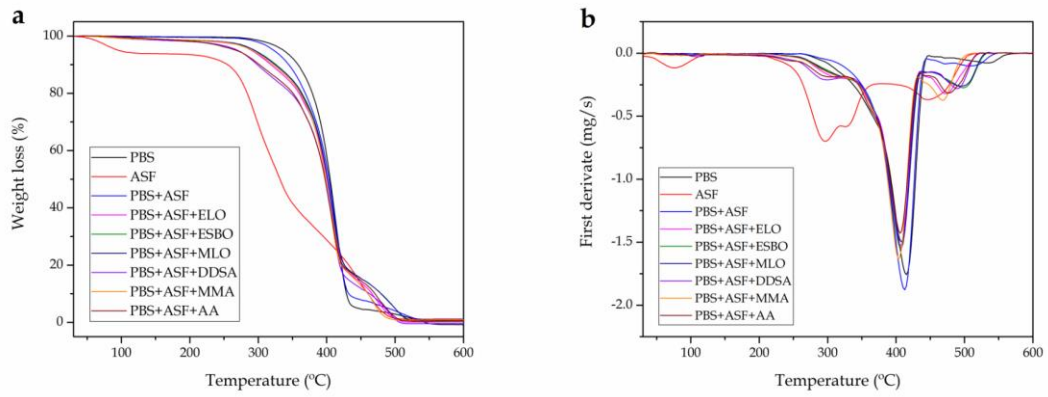 a
100
80
60
40
20
0
Weight loss (%)
PBS
ASF
PBS+ASF
PBS+ASF+ELO
PBS+ASF+ESBO
PBS+ASF+MLO
PBS+ASF+DDSA
PBS+ASF+MMA
PBS+ASF+AA
100 200 300 400 500 600
Temperature (ºC)
b
0.0
-0.5
-1.0
-1.5
-2.0
First derivate (mg/s)
PBS
ASF
PBS+ASF
PBS+ASF+ELO
PBS+ASF+ESBO
PBS+ASF+MLO
PBS+ASF+DDSA
PBS+ASF+MMA
PBS+ASF+AA
100 200 300 400 500 600
Temperature (ºC)